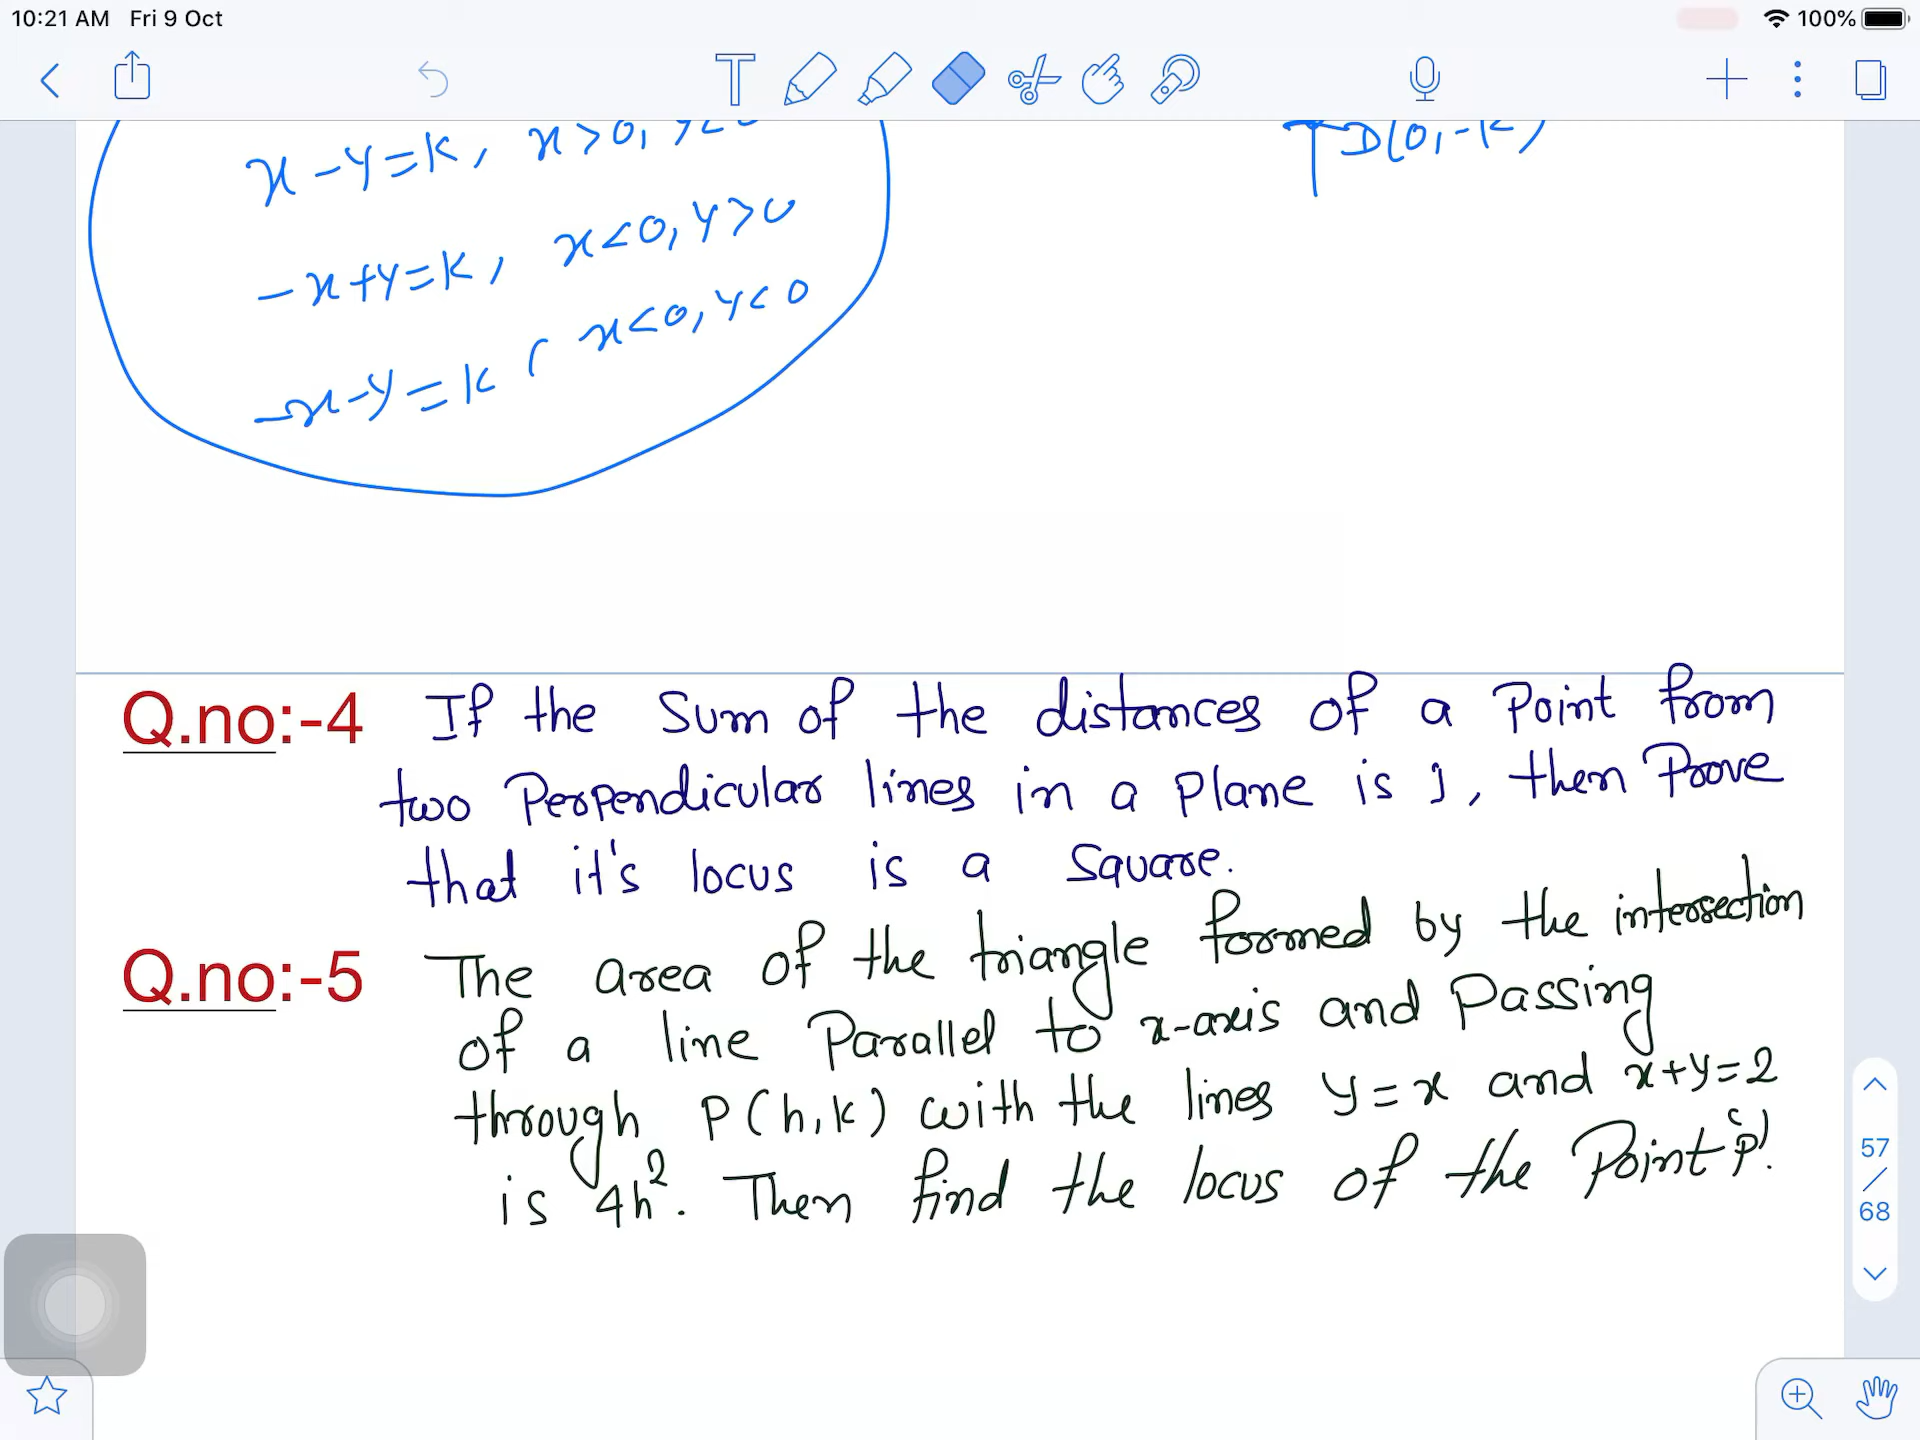 10:21 AM Fri 9 Oct
100%
T
x-y=k, x>0, y<0
D(0,-k)
-x+y=k, x<0, y>0
-x-y=k, x<0, y<0
Q.no:-4 If the sum of the distances of a point from
two perpendicular lines in a plane is 1, then prove
that it's locus is a square.
Q.no:-5 The area of the triangle formed by the intersection
of a line parallel to x-axis and passing
through P(h,k) with the lines y=x and x+y=2
is 4h². Then find the locus of the point 'p'.
57
/
68